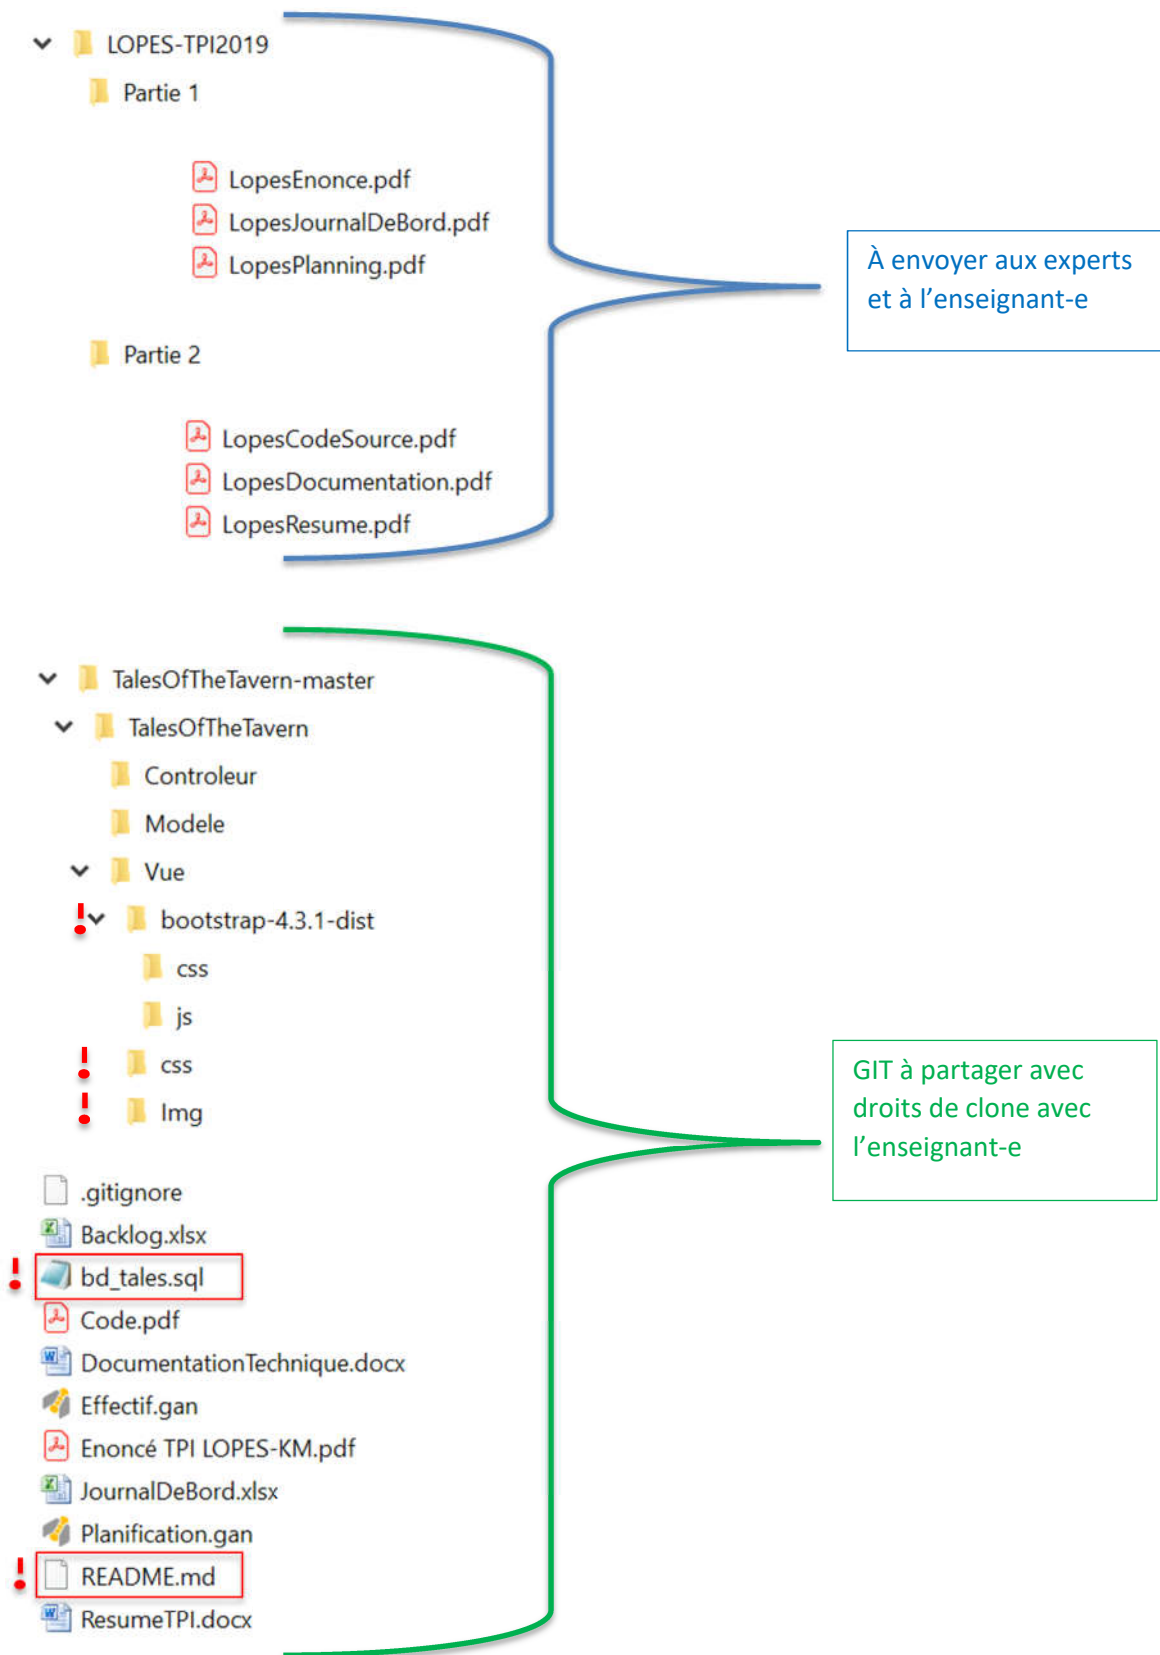 LOPES-TPI2019
Partie 1
LopesEnonce.pdf
LopesJournalDeBord.pdf
LopesPlanning.pdf
À envoyer aux experts
et à l'enseignant-e
Partie 2
LopesCodeSource.pdf
LopesDocumentation.pdf
LopesResume.pdf
TalesOfTheTavern-master
TalesOfTheTavern
Controleur
Modele
Vue
! bootstrap-4.3.1-dist
css
js
! css
! Img
GIT à partager avec
droits de clone avec
l'enseignant-e
.gitignore
Backlog.xlsx
! bd_tales.sql
Code.pdf
DocumentationTechnique.docx
Effectif.gan
Enoncé TPI LOPES-KM.pdf
JournalDeBord.xlsx
Planification.gan
! README.md
ResumeTPI.docx